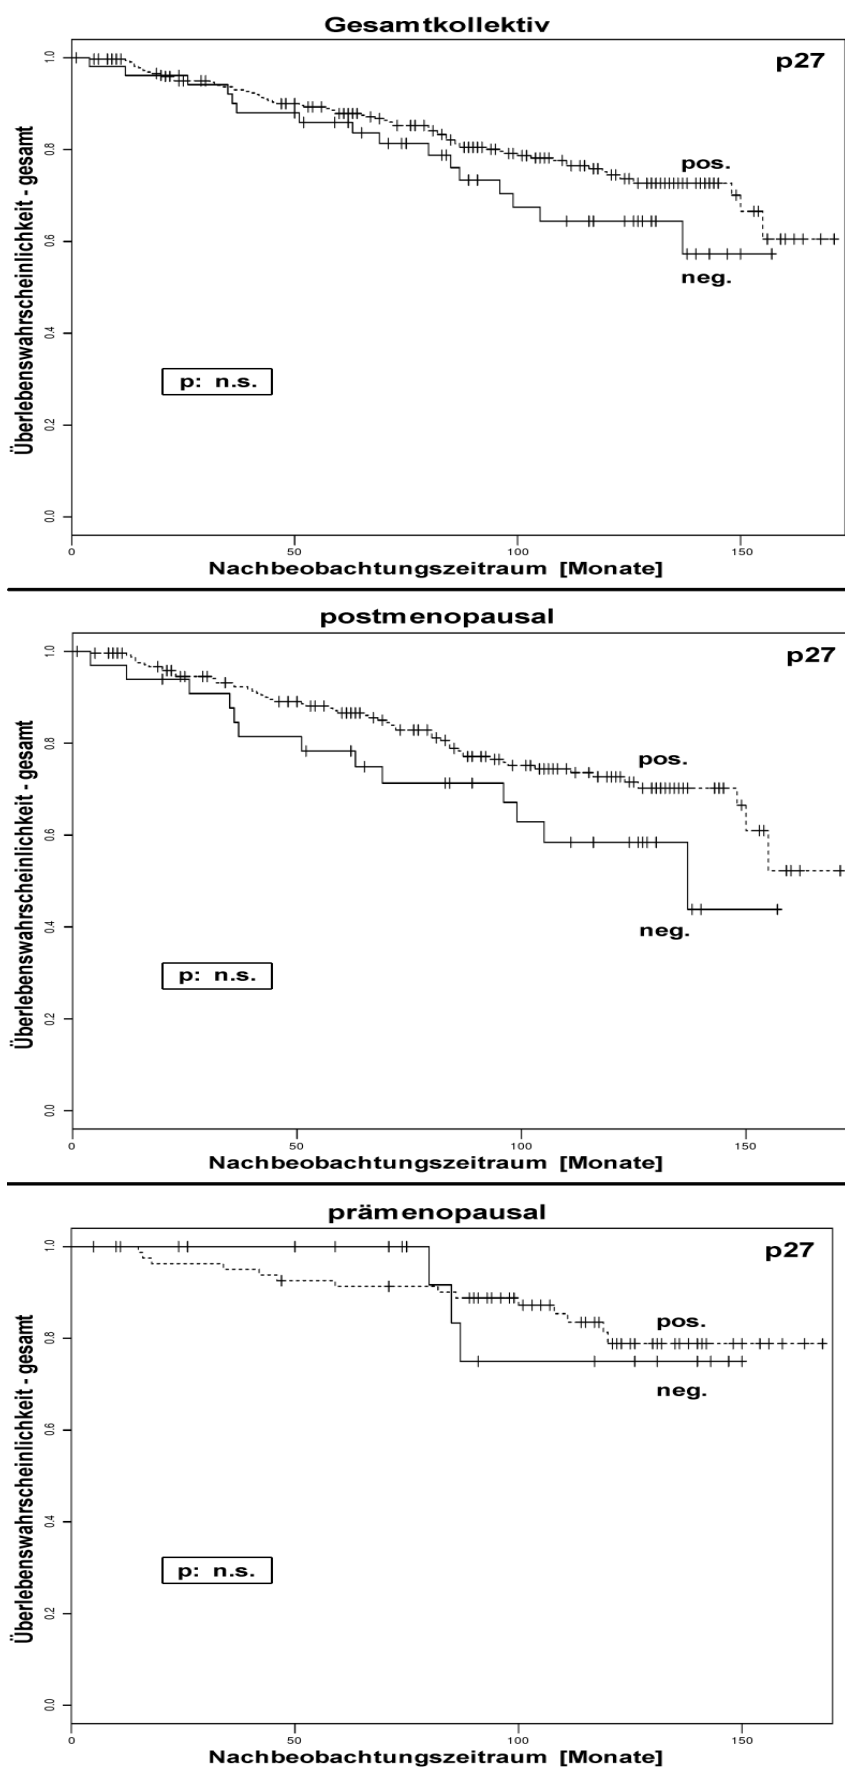 Gesamtkollektiv
p27
Überlebenswahrscheinlichkeit - gesamt
1.0
0.8
0.6
0.4
0.2
0.0
pos.
neg.
p: n.s.
0 50 100 150
Nachbeobachtungszeitraum [Monate]
postmenopausal
p27
Überlebenswahrscheinlichkeit - gesamt
1.0
0.8
0.6
0.4
0.2
0.0
pos.
neg.
p: n.s.
0 50 100 150
Nachbeobachtungszeitraum [Monate]
prämenopausal
p27
Überlebenswahrscheinlichkeit - gesamt
1.0
0.8
0.6
0.4
0.2
0.0
pos.
neg.
p: n.s.
0 50 100 150
Nachbeobachtungszeitraum [Monate]